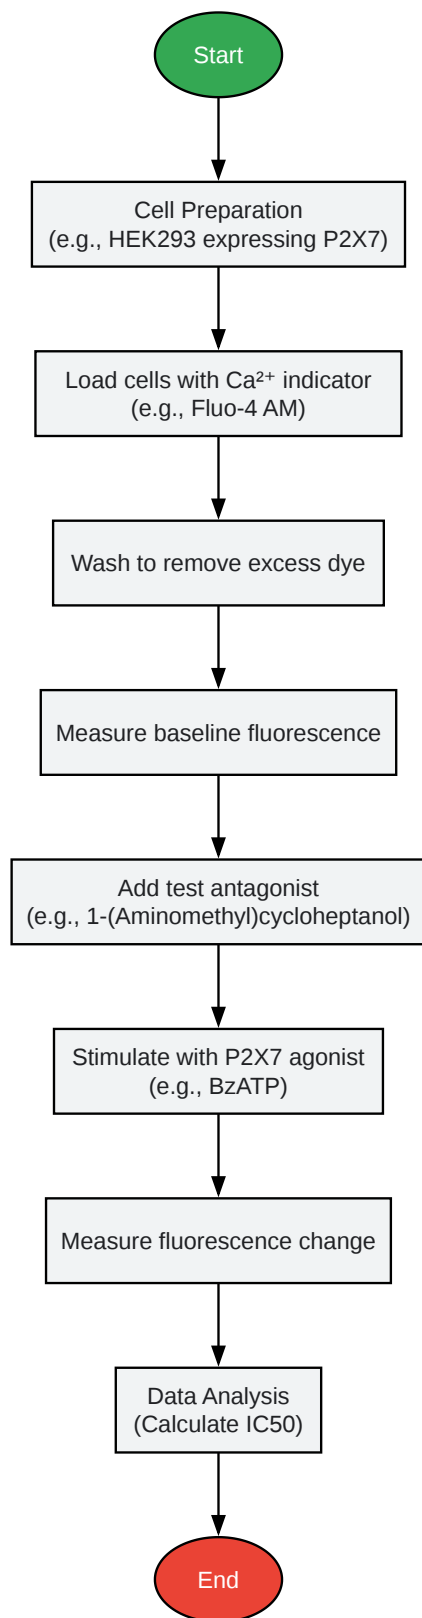 Start
Cell Preparation
(e.g., HEK293 expressing P2X7)
Load cells with Ca²⁺ indicator
(e.g., Fluo-4 AM)
Wash to remove excess dye
Measure baseline fluorescence
Add test antagonist
(e.g., 1-(Aminomethyl)cycloheptanol)
Stimulate with P2X7 agonist
(e.g., BzATP)
Measure fluorescence change
Data Analysis
(Calculate IC50)
End